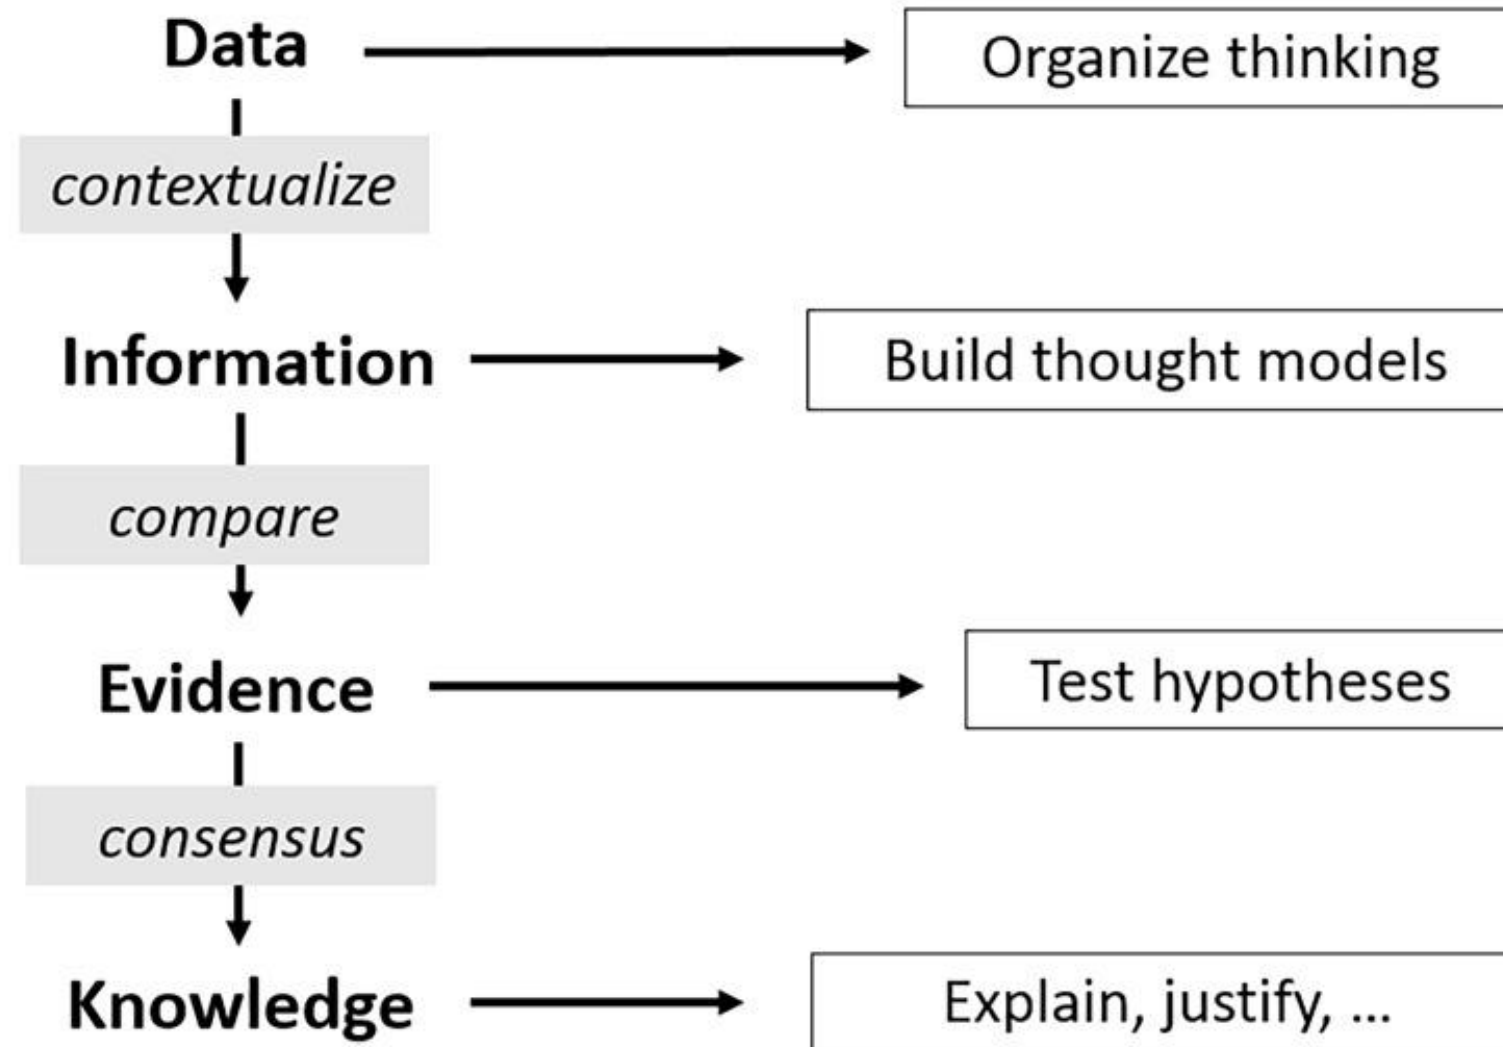 Data
Organize thinking
contextualize
Information
Build thought models
compare
Evidence
Test hypotheses
consensus
Knowledge
Explain, justify, ...